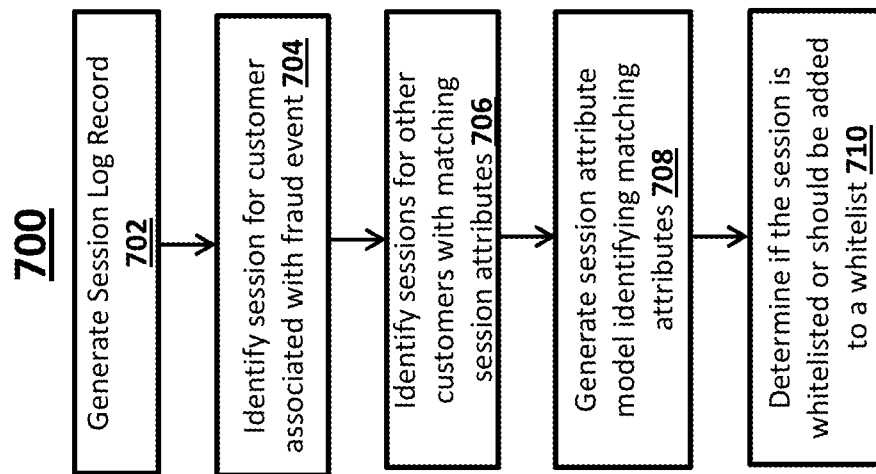 700
Generate Session Log Record
702
Identify session for customer
associated with fraud event 704
Identify sessions for other
customers with matching
session attributes 706
Generate session attribute
model identifying matching
attributes 708
Determine if the session is
whitelisted or should be added
to a whitelist 710